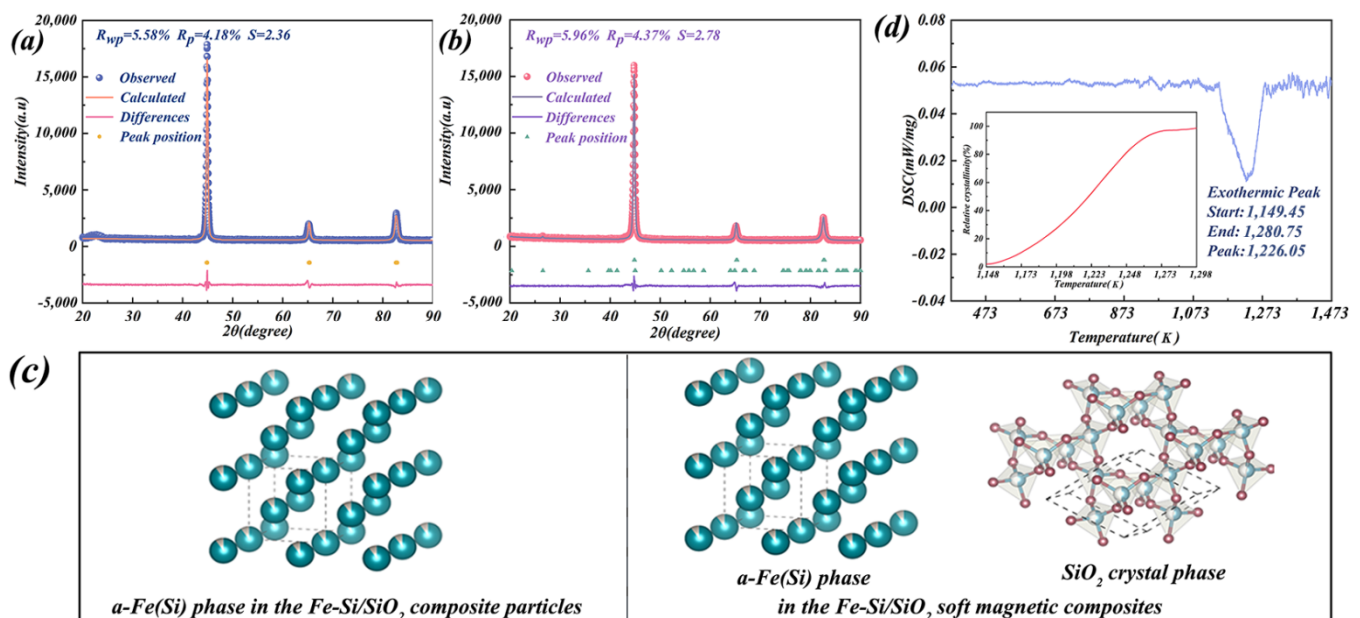 (a)
R_wp=5.58% R_p=4.18% S=2.36
Observed
Calculated
Differences
Peak position
Intensity(a.u)
20,000
15,000
10,000
5,000
0
-5,000
20 30 40 50 60 70 80 90
2θ(degree)
(b)
R_wp=5.96% R_p=4.37% S=2.78
Observed
Calculated
Differences
Peak position
Intensity(a.u)
20,000
15,000
10,000
5,000
0
-5,000
20 30 40 50 60 70 80 90
2θ(degree)
(d)
DSC(mW/mg)
0.08
0.06
0.04
0.02
0.00
-0.02
-0.04
473 673 873 1,073 1,273 1,473
Temperature(K)
Relative crystallinity(%)
100
80
60
40
20
0
1,148 1,173 1,198 1,223 1,248 1,273 1,298
Temperature(K)
Exothermic Peak
Start:1,149.45
End:1,280.75
Peak:1,226.05
(c)
a-Fe(Si) phase in the Fe-Si/SiO₂ composite particles
a-Fe(Si) phase
SiO₂ crystal phase
in the Fe-Si/SiO₂ soft magnetic composites